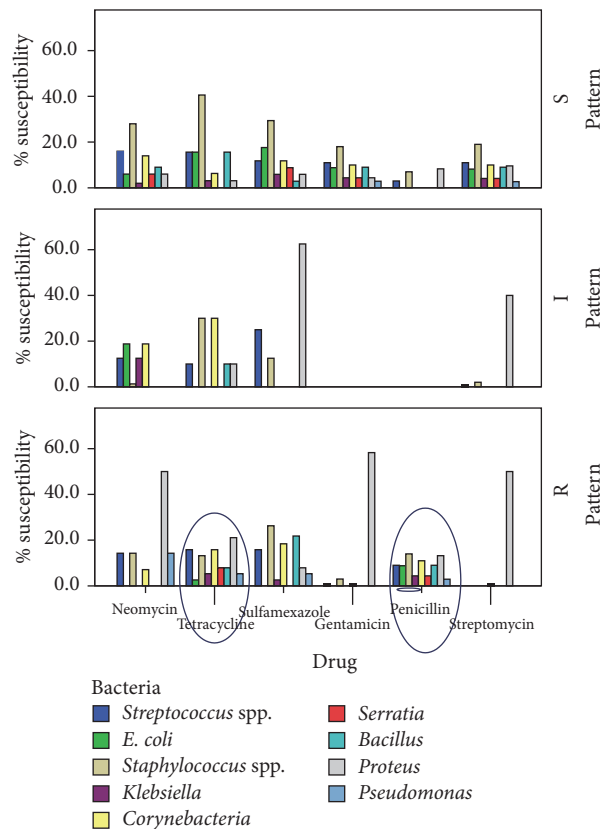 % susceptibility
60.0
40.0
20.0
0.0
S
Pattern
% susceptibility
60.0
40.0
20.0
0.0
I
Pattern
% susceptibility
60.0
40.0
20.0
0.0
R
Pattern
Neomycin
Tetracycline
Sulfamexazole
Gentamicin
Penicillin
Streptomycin
Drug
Bacteria
Streptococcus spp.
E. coli
Staphylococcus spp.
Klebsiella
Corynebacteria
Serratia
Bacillus
Proteus
Pseudomonas